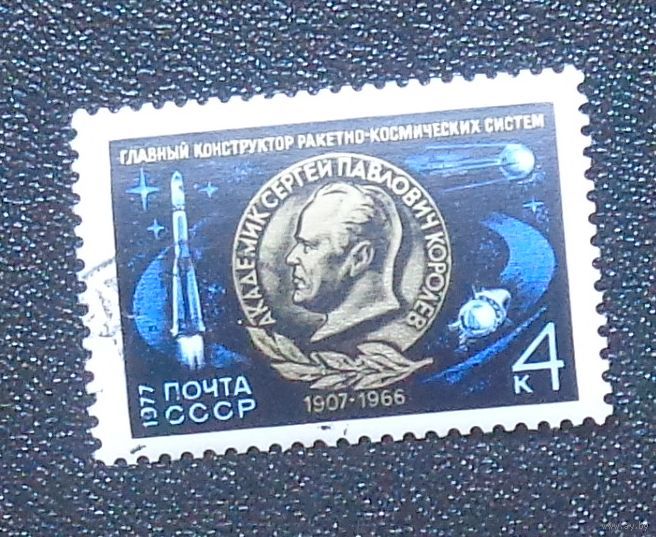 ГЛАВНЫЙ КОНСТРУКТОР РАКЕТНО-КОСМИЧЕСКИХ СИСТЕМ
АКАДЕМИК СЕРГЕЙ ПАВЛОВИЧ КОРОЛЕВ
1907·1966
1977
ПОЧТА
СССР
4
К